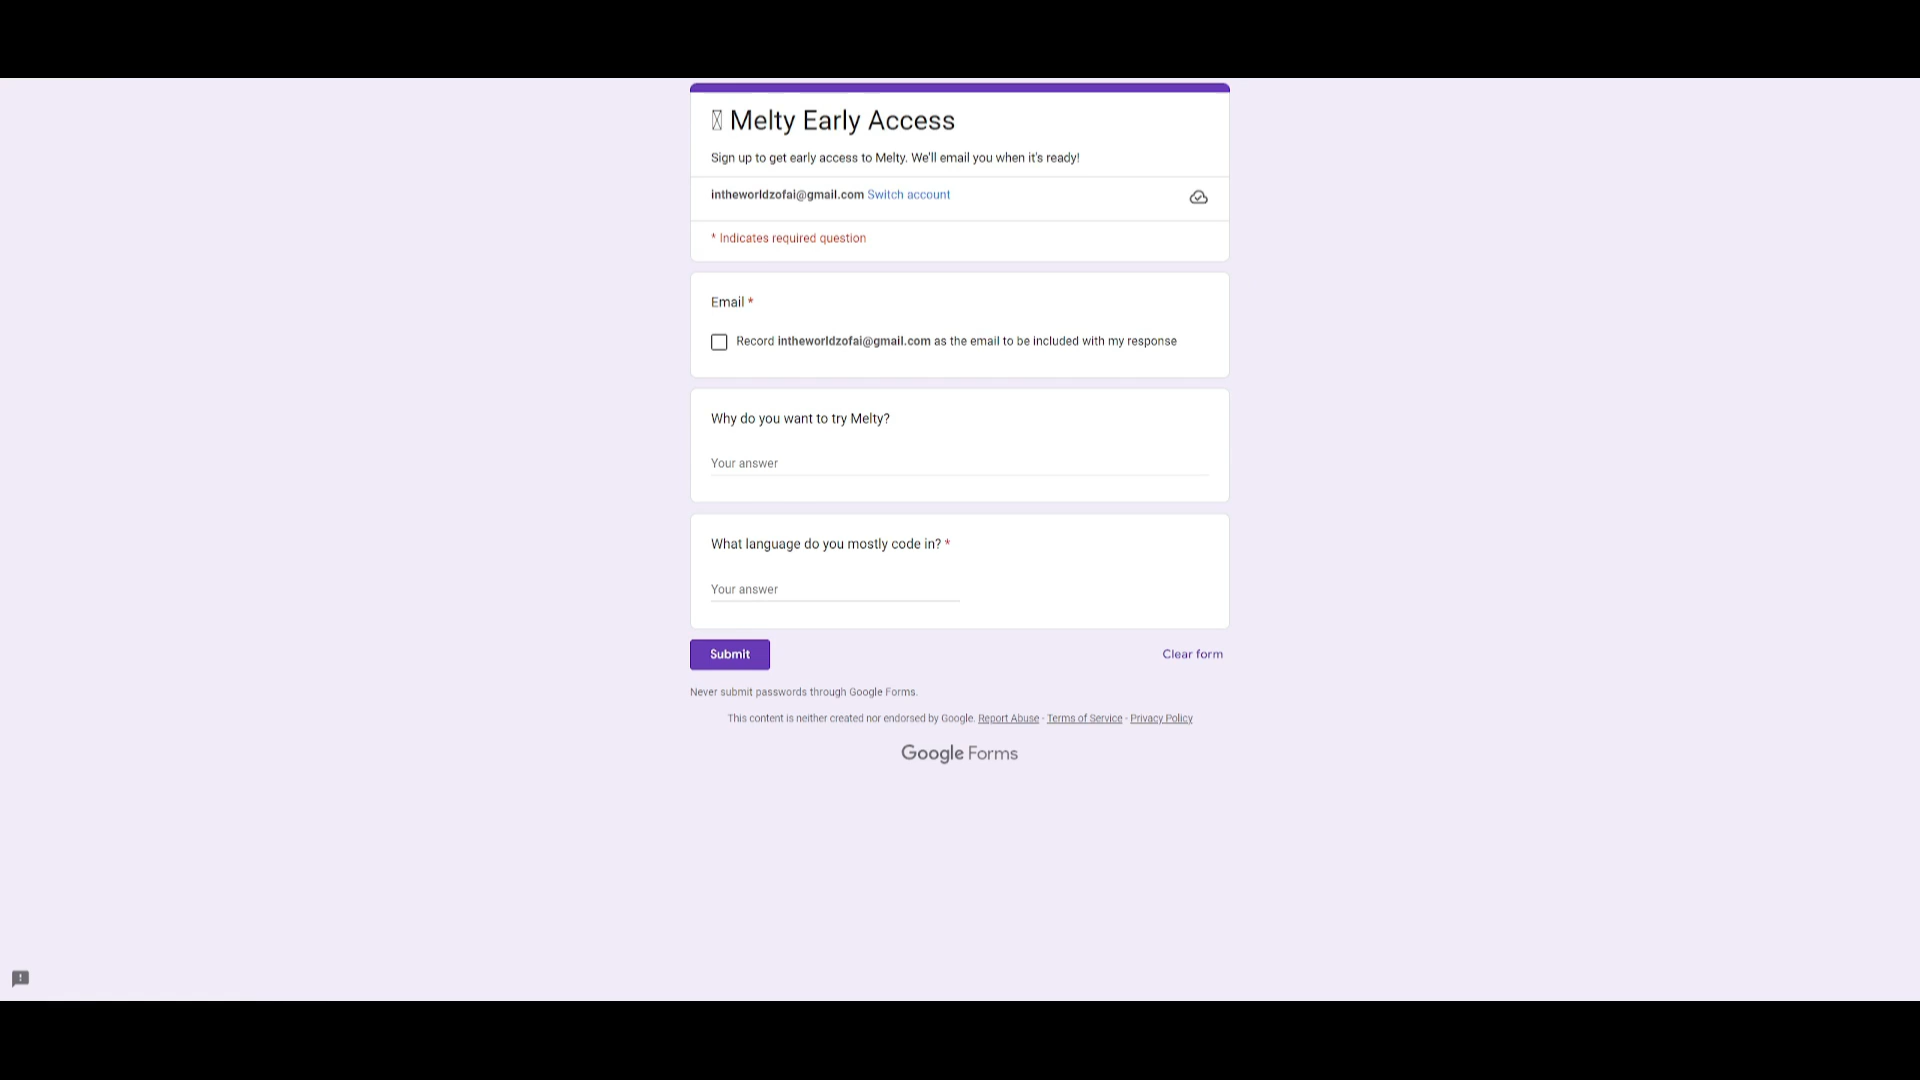 Melty Early Access
Sign up to get early access to Melty. We'll email you when it's ready!
intheworldzofai@gmail.com Switch account
* Indicates required question
Email *
Record intheworldzofai@gmail.com as the email to be included with my response
Why do you want to try Melty?
Your answer
What language do you mostly code in? *
Your answer
Submit
Clear form
Never submit passwords through Google Forms.
This content is neither created nor endorsed by Google. Report Abuse - Terms of Service - Privacy Policy
Google Forms